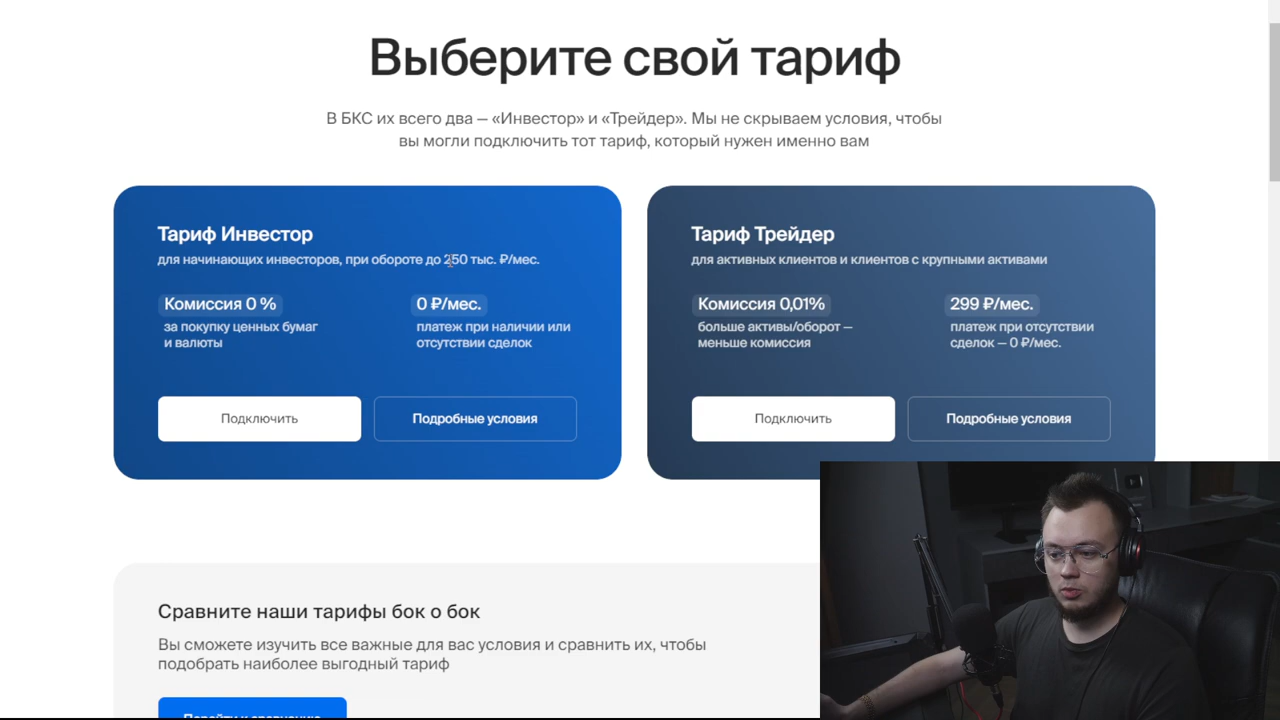 Выберите свой тариф
В БКС их всего два — «Инвестор» и «Трейдер». Мы не скрываем условия, чтобы
вы могли подключить тот тариф, который нужен именно вам
Тариф Инвестор
для начинающих инвесторов, при обороте до 250 тыс. ₽/мес.
Комиссия 0 %
за покупку ценных бумаг
и валюты
0 ₽/мес.
платеж при наличии или
отсутствии сделок
Подключить
Подробные условия
Тариф Трейдер
для активных клиентов и клиентов с крупными активами
Комиссия 0,01%
больше активы/оборот —
меньше комиссия
299 ₽/мес.
платеж при отсутствии
сделок — 0 ₽/мес.
Подключить
Подробные условия
Сравните наши тарифы бок о бок
Вы сможете изучить все важные для вас условия и сравнить их, чтобы
подобрать наиболее выгодный тариф
Перейти к сравнению